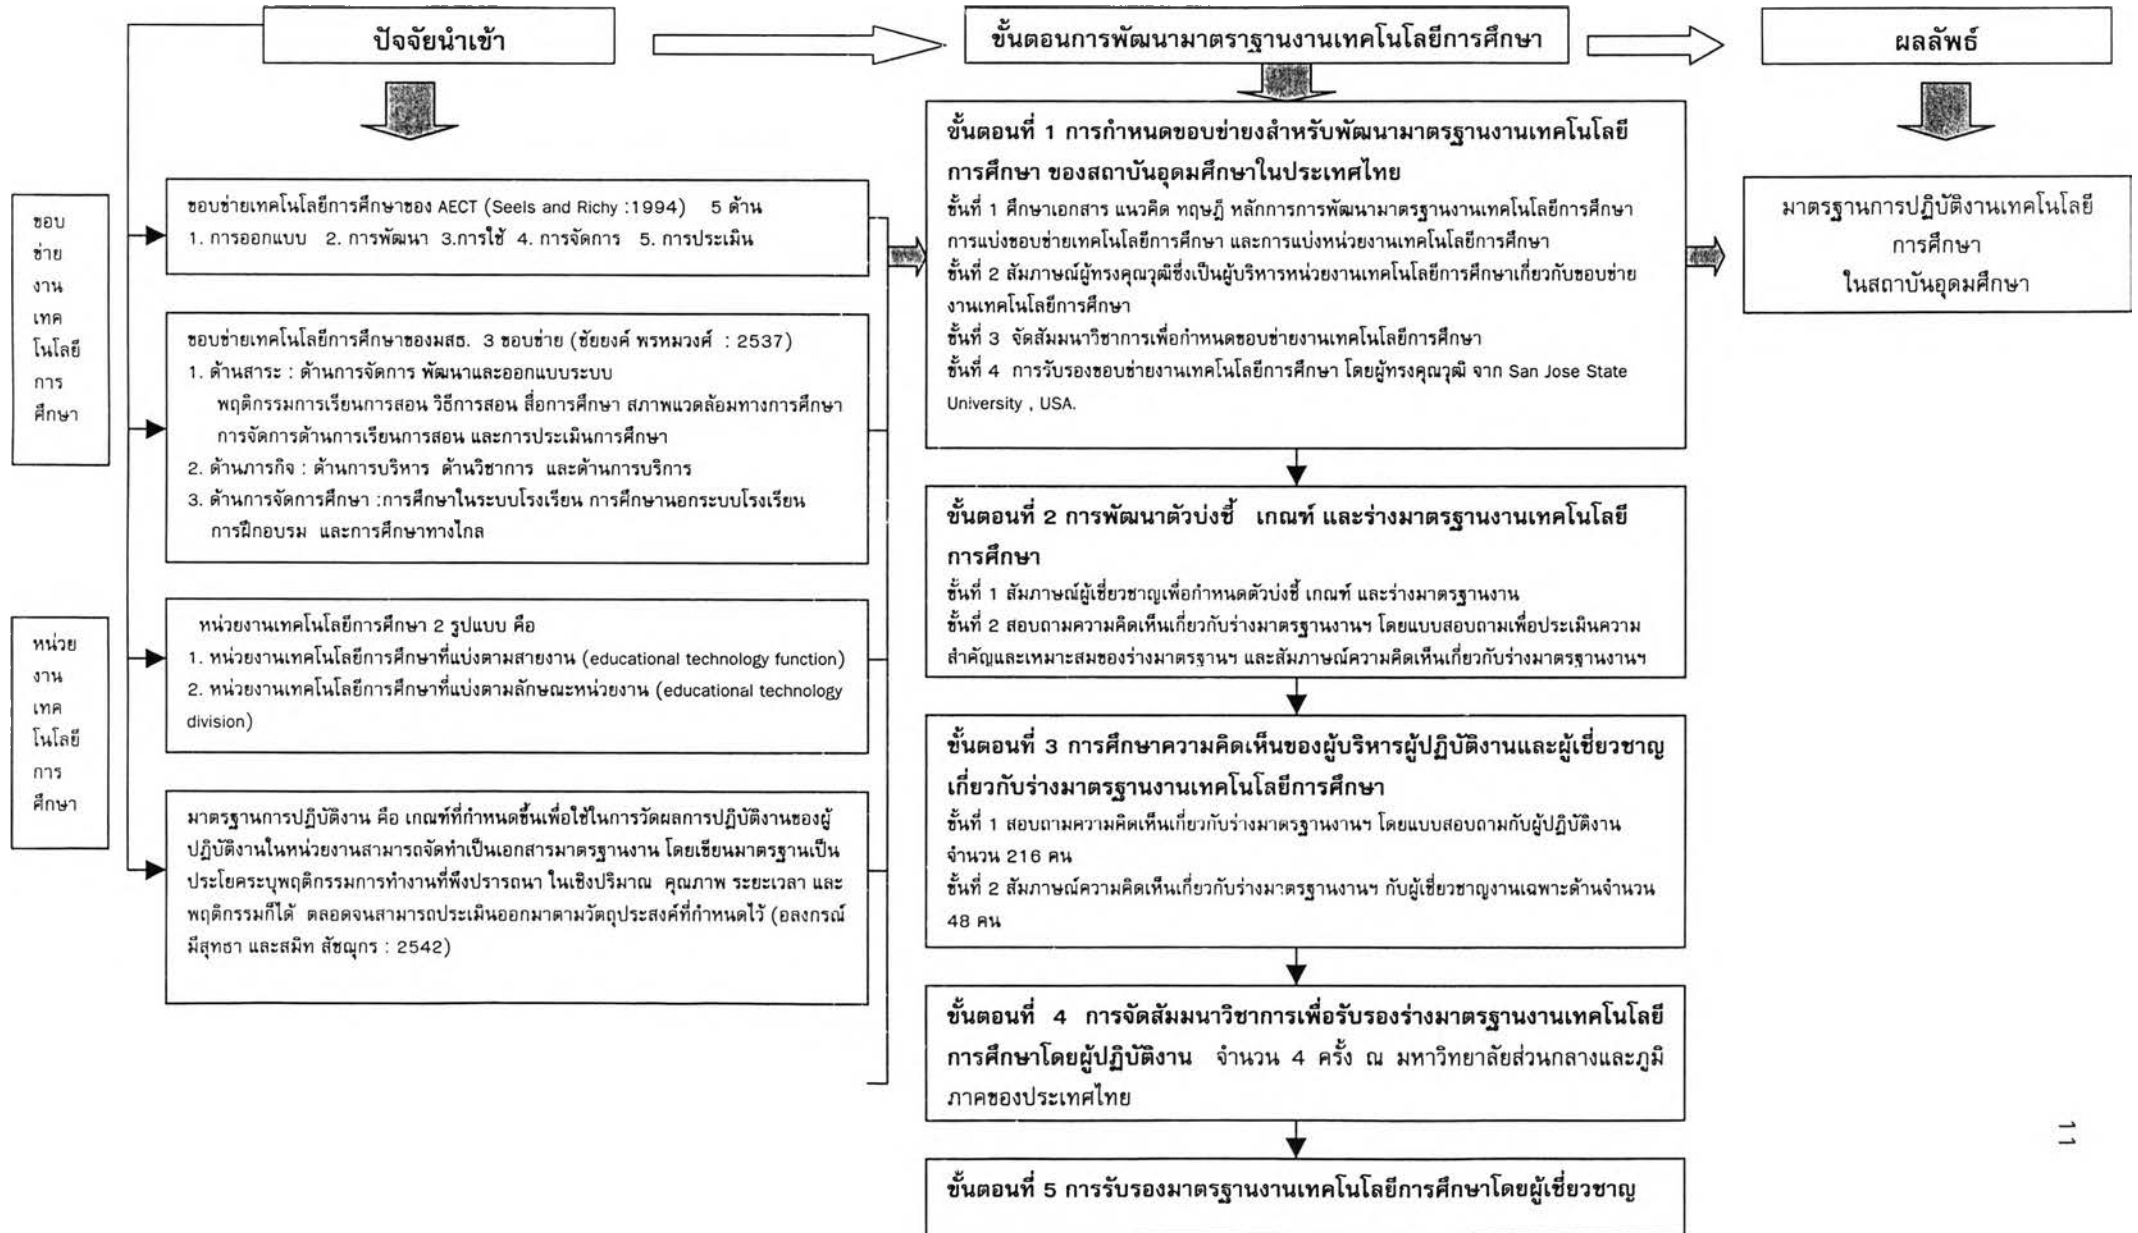 ปัจจัยนำเข้า
ขั้นตอนการพัฒนามาตราฐานงานเทคโนโลยีการศึกษา
ผลลัพธ์
ขอบ
ข่าย
งาน
เทค
โนโลยี
การ
ศึกษา
หน่วย
งาน
เทค
โนโลยี
การ
ศึกษา
ขอบข่ายเทคโนโลยีการศึกษาของ AECT (Seels and Richy :1994) 5 ด้าน
1. การออกแบบ 2. การพัฒนา 3.การใช้ 4. การจัดการ 5. การประเมิน
ขอบข่ายเทคโนโลยีการศึกษาของมสธ. 3 ขอบข่าย (ชัยยงค์ พรหมวงศ์ : 2537)
1. ด้านสาระ : ด้านการจัดการ พัฒนาและออกแบบระบบ
พฤติกรรมการเรียนการสอน วิธีการสอน สื่อการศึกษา สภาพแวดล้อมทางการศึกษา
การจัดการด้านการเรียนการสอน และการประเมินการศึกษา
2. ด้านภารกิจ : ด้านการบริหาร ด้านวิชาการ และด้านการบริการ
3. ด้านการจัดการศึกษา :การศึกษาในระบบโรงเรียน การศึกษานอกระบบโรงเรียน
การฝึกอบรม และการศึกษาทางไกล
หน่วยงานเทคโนโลยีการศึกษา 2 รูปแบบ คือ
1. หน่วยงานเทคโนโลยีการศึกษาที่แบ่งตามสายงาน (educational technology function)
2. หน่วยงานเทคโนโลยีการศึกษาที่แบ่งตามลักษณะหน่วยงาน (educational technology
division)
มาตรฐานการปฏิบัติงาน คือ เกณฑ์ที่กำหนดขึ้นเพื่อใช้ในการวัดผลการปฏิบัติงานของผู้
ปฏิบัติงานในหน่วยงานสามารถจัดทำเป็นเอกสารมาตรฐานงาน โดยเขียนมาตรฐานเป็น
ประโยคระบุพฤติกรรมการทำงานที่พึงปรารถนา ในเชิงปริมาณ คุณภาพ ระยะเวลา และ
พฤติกรรมก็ได้ ตลอดจนสามารถประเมินออกมาตามวัตถุประสงค์ที่กำหนดไว้ (อลงกรณ์
มีสุทธา และสมิท สัชฌุกร : 2542)
ขั้นตอนที่ 1 การกำหนดขอบข่ายงสำหรับพัฒนามาตรฐานงานเทคโนโลยี
การศึกษา ของสถาบันอุดมศึกษาในประเทศไทย
ขั้นที่ 1 ศึกษาเอกสาร แนวคิด ทฤษฎี หลักการการพัฒนามาตรฐานงานเทคโนโลยีการศึกษา
การแบ่งขอบข่ายเทคโนโลยีการศึกษา และการแบ่งหน่วยงานเทคโนโลยีการศึกษา
ขั้นที่ 2 สัมภาษณ์ผู้ทรงคุณวุฒิซึ่งเป็นผู้บริหารหน่วยงานเทคโนโลยีการศึกษาเกี่ยวกับขอบข่าย
งานเทคโนโลยีการศึกษา
ขั้นที่ 3 จัดสัมมนาวิชาการเพื่อกำหนดขอบข่ายงานเทคโนโลยีการศึกษา
ขั้นที่ 4 การรับรองขอบข่ายงานเทคโนโลยีการศึกษา โดยผู้ทรงคุณวุฒิ จาก San Jose State
University , USA.
ขั้นตอนที่ 2 การพัฒนาตัวบ่งชี้ เกณฑ์ และร่างมาตรฐานงานเทคโนโลยี
การศึกษา
ขั้นที่ 1 สัมภาษณ์ผู้เชี่ยวชาญเพื่อกำหนดตัวบ่งชี้ เกณฑ์ และร่างมาตรฐานงาน
ขั้นที่ 2 สอบถามความคิดเห็นเกี่ยวกับร่างมาตรฐานงานฯ โดยแบบสอบถามเพื่อประเมินความ
สำคัญและเหมาะสมของร่างมาตรฐานฯ และสัมภาษณ์ความคิดเห็นเกี่ยวกับร่างมาตรฐานงานฯ
ขั้นตอนที่ 3 การศึกษาความคิดเห็นของผู้บริหารผู้ปฏิบัติงานและผู้เชี่ยวชาญ
เกี่ยวกับร่างมาตรฐานงานเทคโนโลยีการศึกษา
ขั้นที่ 1 สอบถามความคิดเห็นเกี่ยวกับร่างมาตรฐานงานฯ โดยแบบสอบถามกับผู้ปฏิบัติงาน
จำนวน 216 คน
ขั้นที่ 2 สัมภาษณ์ความคิดเห็นเกี่ยวกับร่างมาตรฐานงานฯ กับผู้เชี่ยวชาญงานเฉพาะด้านจำนวน
48 คน
ขั้นตอนที่ 4 การจัดสัมมนาวิชาการเพื่อรับรองร่างมาตรฐานงานเทคโนโลยี
การศึกษาโดยผู้ปฏิบัติงาน จำนวน 4 ครั้ง ณ มหาวิทยาลัยส่วนกลางและภูมิ
ภาคของประเทศไทย
ขั้นตอนที่ 5 การรับรองมาตรฐานงานเทคโนโลยีการศึกษาโดยผู้เชี่ยวชาญ
มาตรฐานการปฏิบัติงานเทคโนโลยี
การศึกษา
ในสถาบันอุดมศึกษา
11